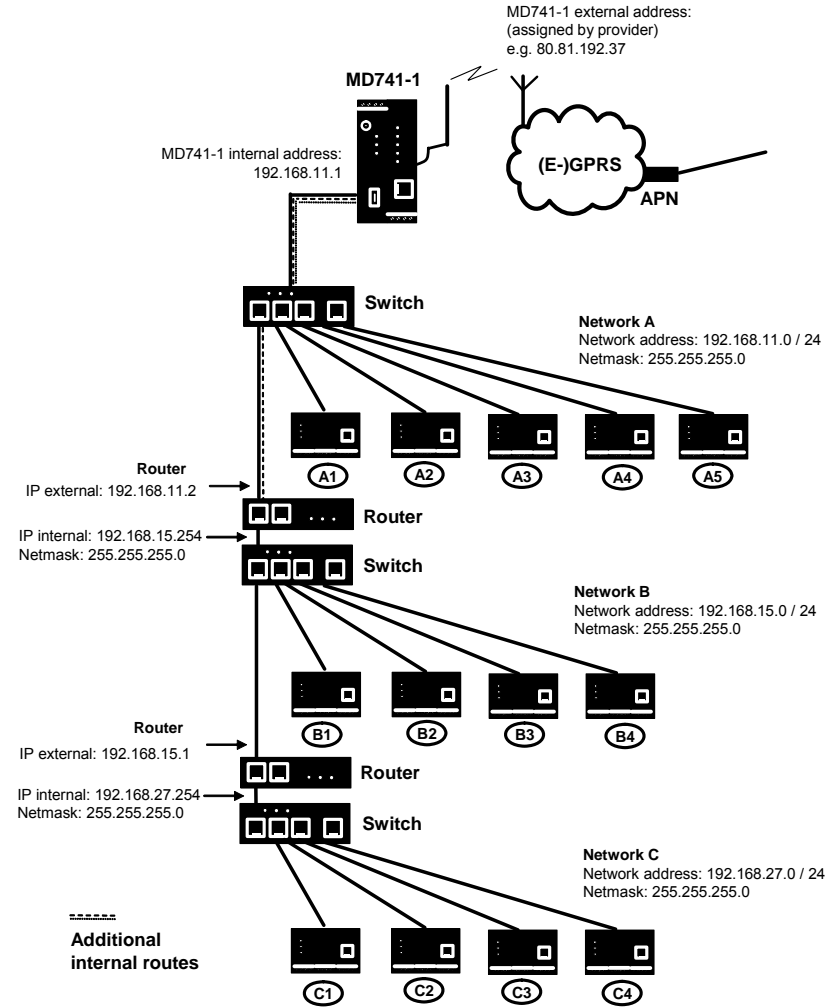 MD741-1 external address:
(assigned by provider)
e.g. 80.81.192.37
MD741-1
MD741-1 internal address:
192.168.11.1
(E-)GPRS
APN
Switch
Network A
Network address: 192.168.11.0 / 24
Netmask: 255.255.255.0
A1
A2
A3
A4
A5
Router
IP external: 192.168.11.2
Router
IP internal: 192.168.15.254
Netmask: 255.255.255.0
Switch
Network B
Network address: 192.168.15.0 / 24
Netmask: 255.255.255.0
B1
B2
B3
B4
Router
IP external: 192.168.15.1
Router
IP internal: 192.168.27.254
Netmask: 255.255.255.0
Switch
Network C
Network address: 192.168.27.0 / 24
Netmask: 255.255.255.0
Additional
internal routes
C1
C2
C3
C4